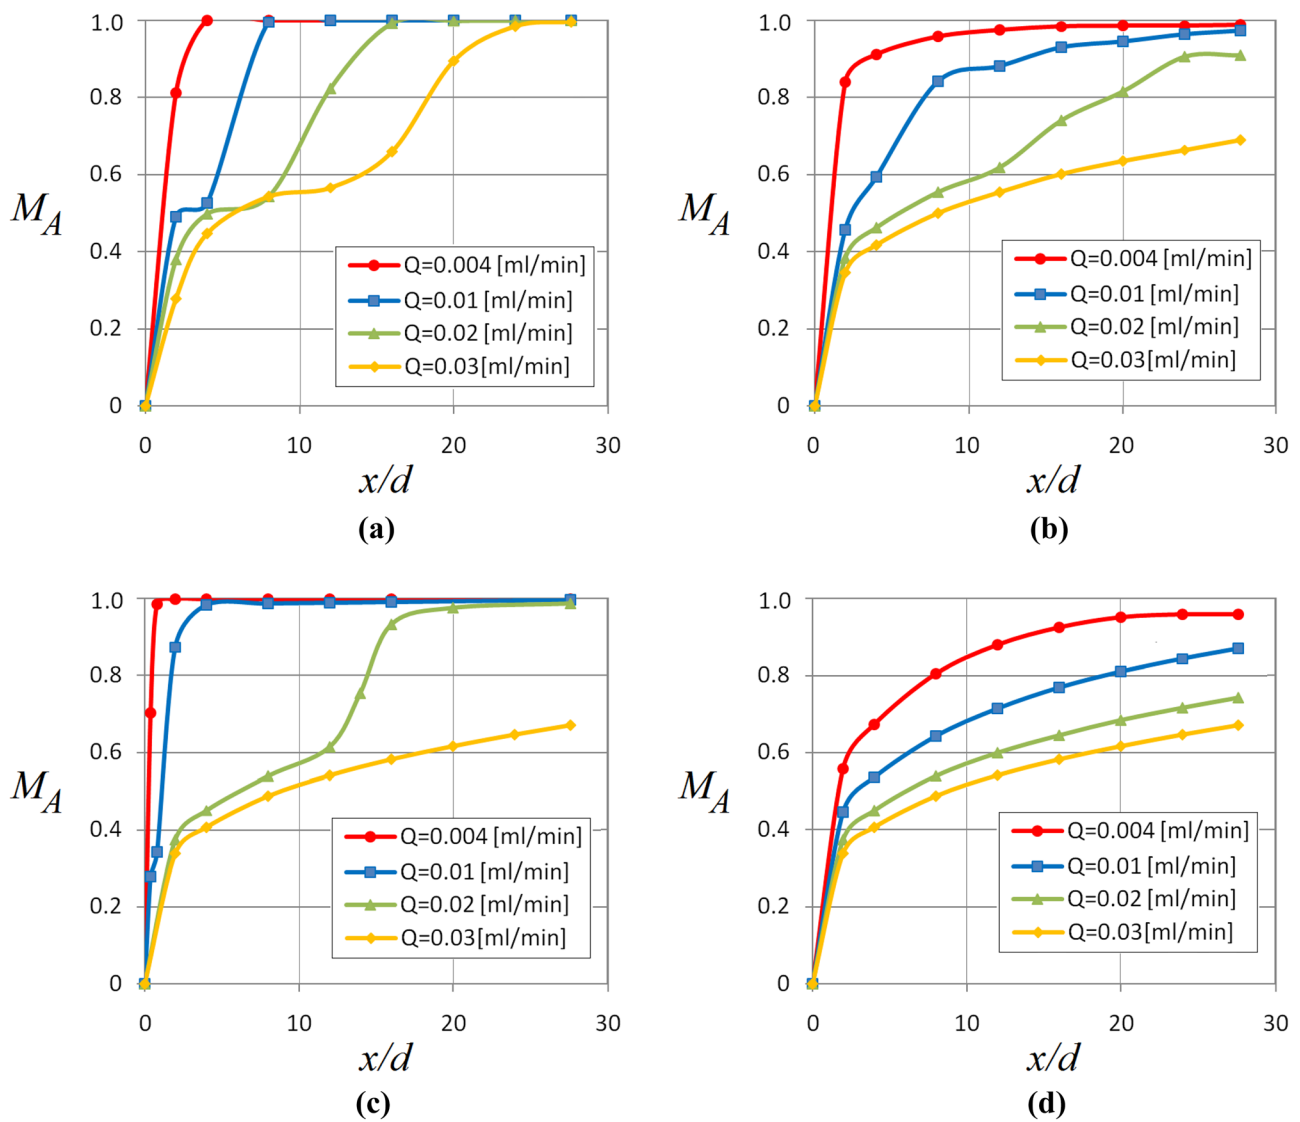 1.0
0.8
0.6
0.4
0.2
0
M_A
Q=0.004 [ml/min]
Q=0.01 [ml/min]
Q=0.02 [ml/min]
Q=0.03[ml/min]
0 10 20 30
x/d
(a)
1.0
0.8
0.6
0.4
0.2
0
M_A
Q=0.004 [ml/min]
Q=0.01 [ml/min]
Q=0.02 [ml/min]
Q=0.03[ml/min]
0 10 20 30
x/d
(b)
1.0
0.8
0.6
0.4
0.2
0
M_A
Q=0.004 [ml/min]
Q=0.01 [ml/min]
Q=0.02 [ml/min]
Q=0.03[ml/min]
0 10 20 30
x/d
(c)
1.0
0.8
0.6
0.4
0.2
0
M_A
Q=0.004 [ml/min]
Q=0.01 [ml/min]
Q=0.02 [ml/min]
Q=0.03[ml/min]
0 10 20 30
x/d
(d)